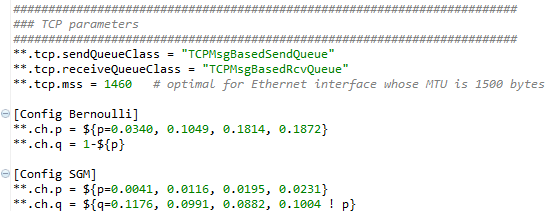 ########################################################################
### TCP parameters
########################################################################
**.tcp.sendQueueClass = "TCPMsgBasedSendQueue"
**.tcp.receiveQueueClass = "TCPMsgBasedRcvQueue"
**.tcp.mss = 1460   # optimal for Ethernet interface whose MTU is 1500 bytes
[Config Bernoulli]
**.ch.p = ${p=0.0340, 0.1049, 0.1814, 0.1872}
**.ch.q = 1-${p}
[Config SGM]
**.ch.p = ${p=0.0041, 0.0116, 0.0195, 0.0231}
**.ch.q = ${q=0.1176, 0.0991, 0.0882, 0.1004 ! p}